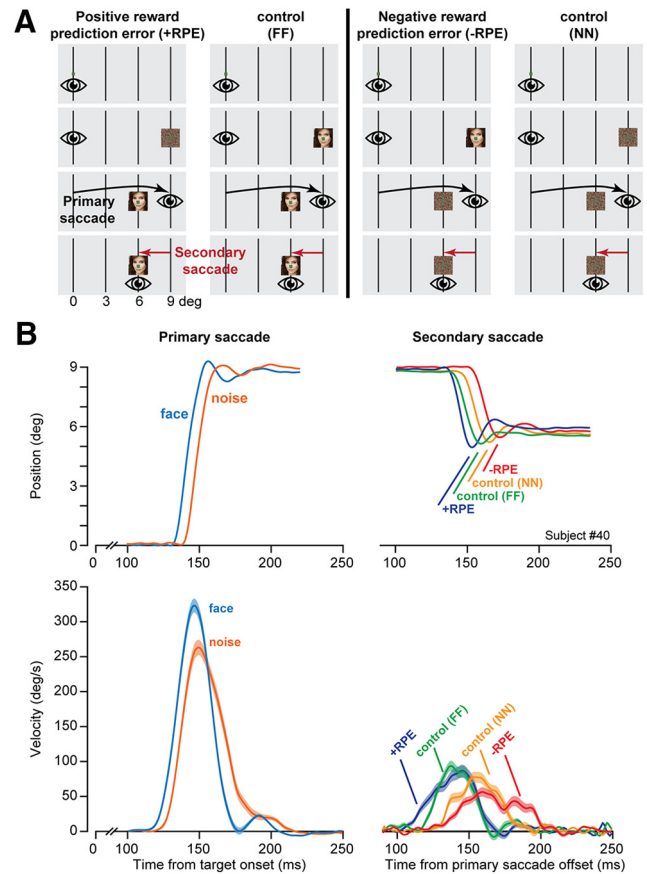 A
Positive reward
prediction error (+RPE)
control
(FF)
Negative reward
prediction error (-RPE)
control
(NN)
Primary
saccade
Secondary
saccade
0 3 6 9 deg
B
Primary saccade
Secondary saccade
Position (deg)
9
6
3
0
face
noise
-RPE
control (NN)
control (FF)
+RPE
Subject #40
0 100 150 200 250
100 150 200 250
Velocity (deg/s)
350
300
250
200
150
100
50
0
face
noise
+RPE
control (FF)
control (NN)
-RPE
0 100 150 200 250
100 150 200 250
Time from target onset (ms)
Time from primary saccade offset (ms)